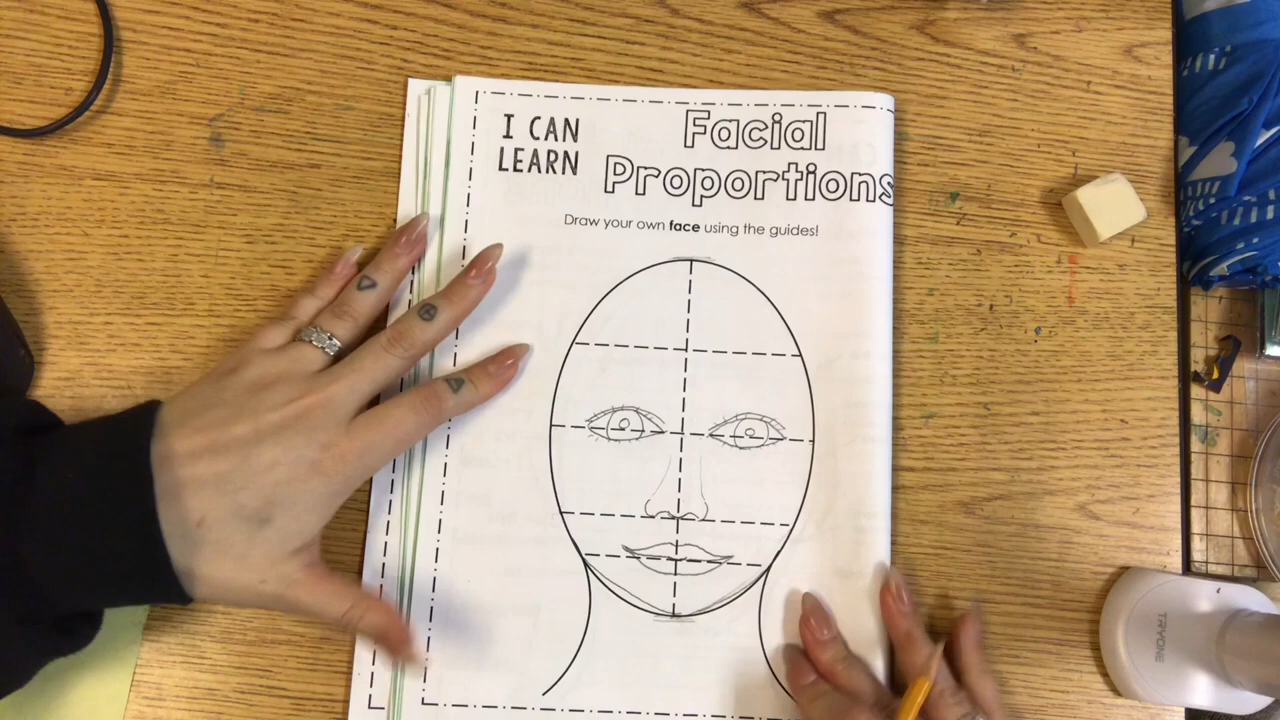 I CAN
LEARN
Facial
Proportions
Draw your own face using the guides!
TRYONE